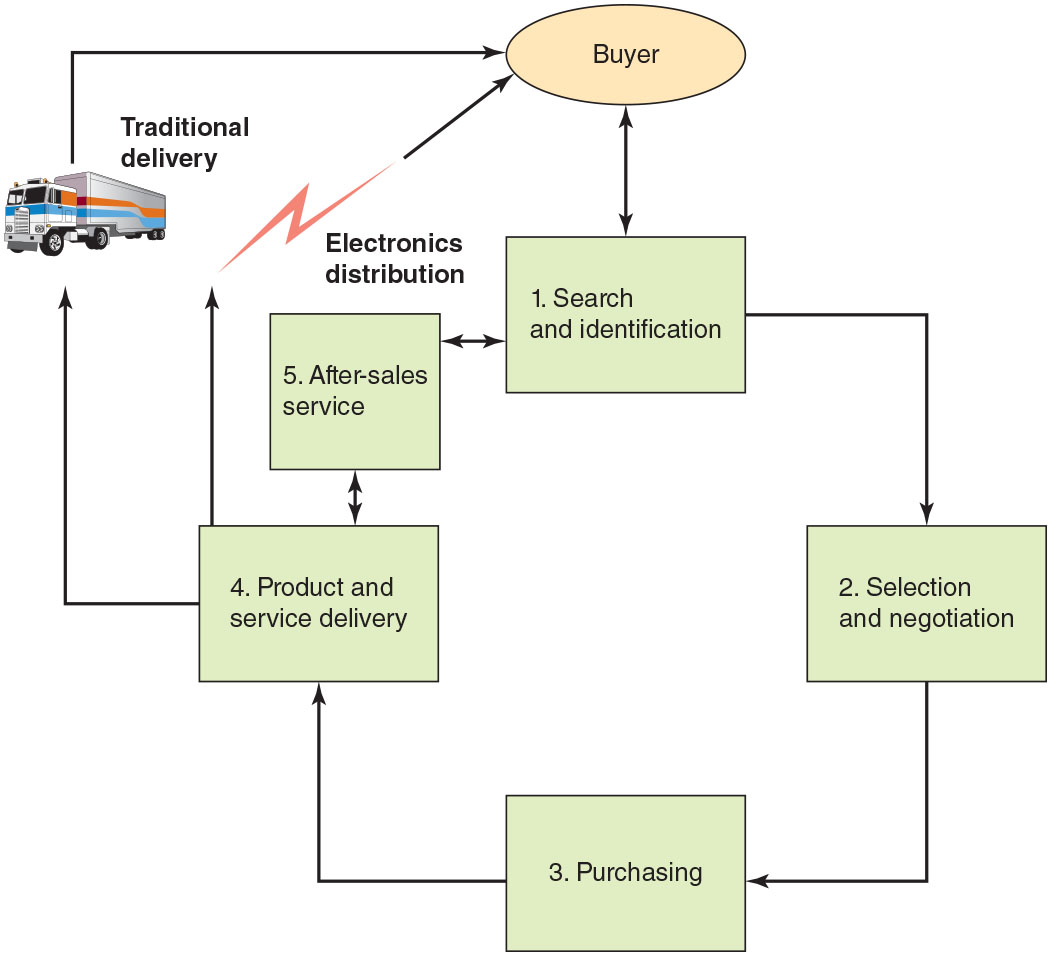 Buyer
Traditional
delivery
Electronics
distribution
1. Search
and identification
5. After-sales
service
4. Product and
service delivery
2. Selection
and negotiation
3. Purchasing